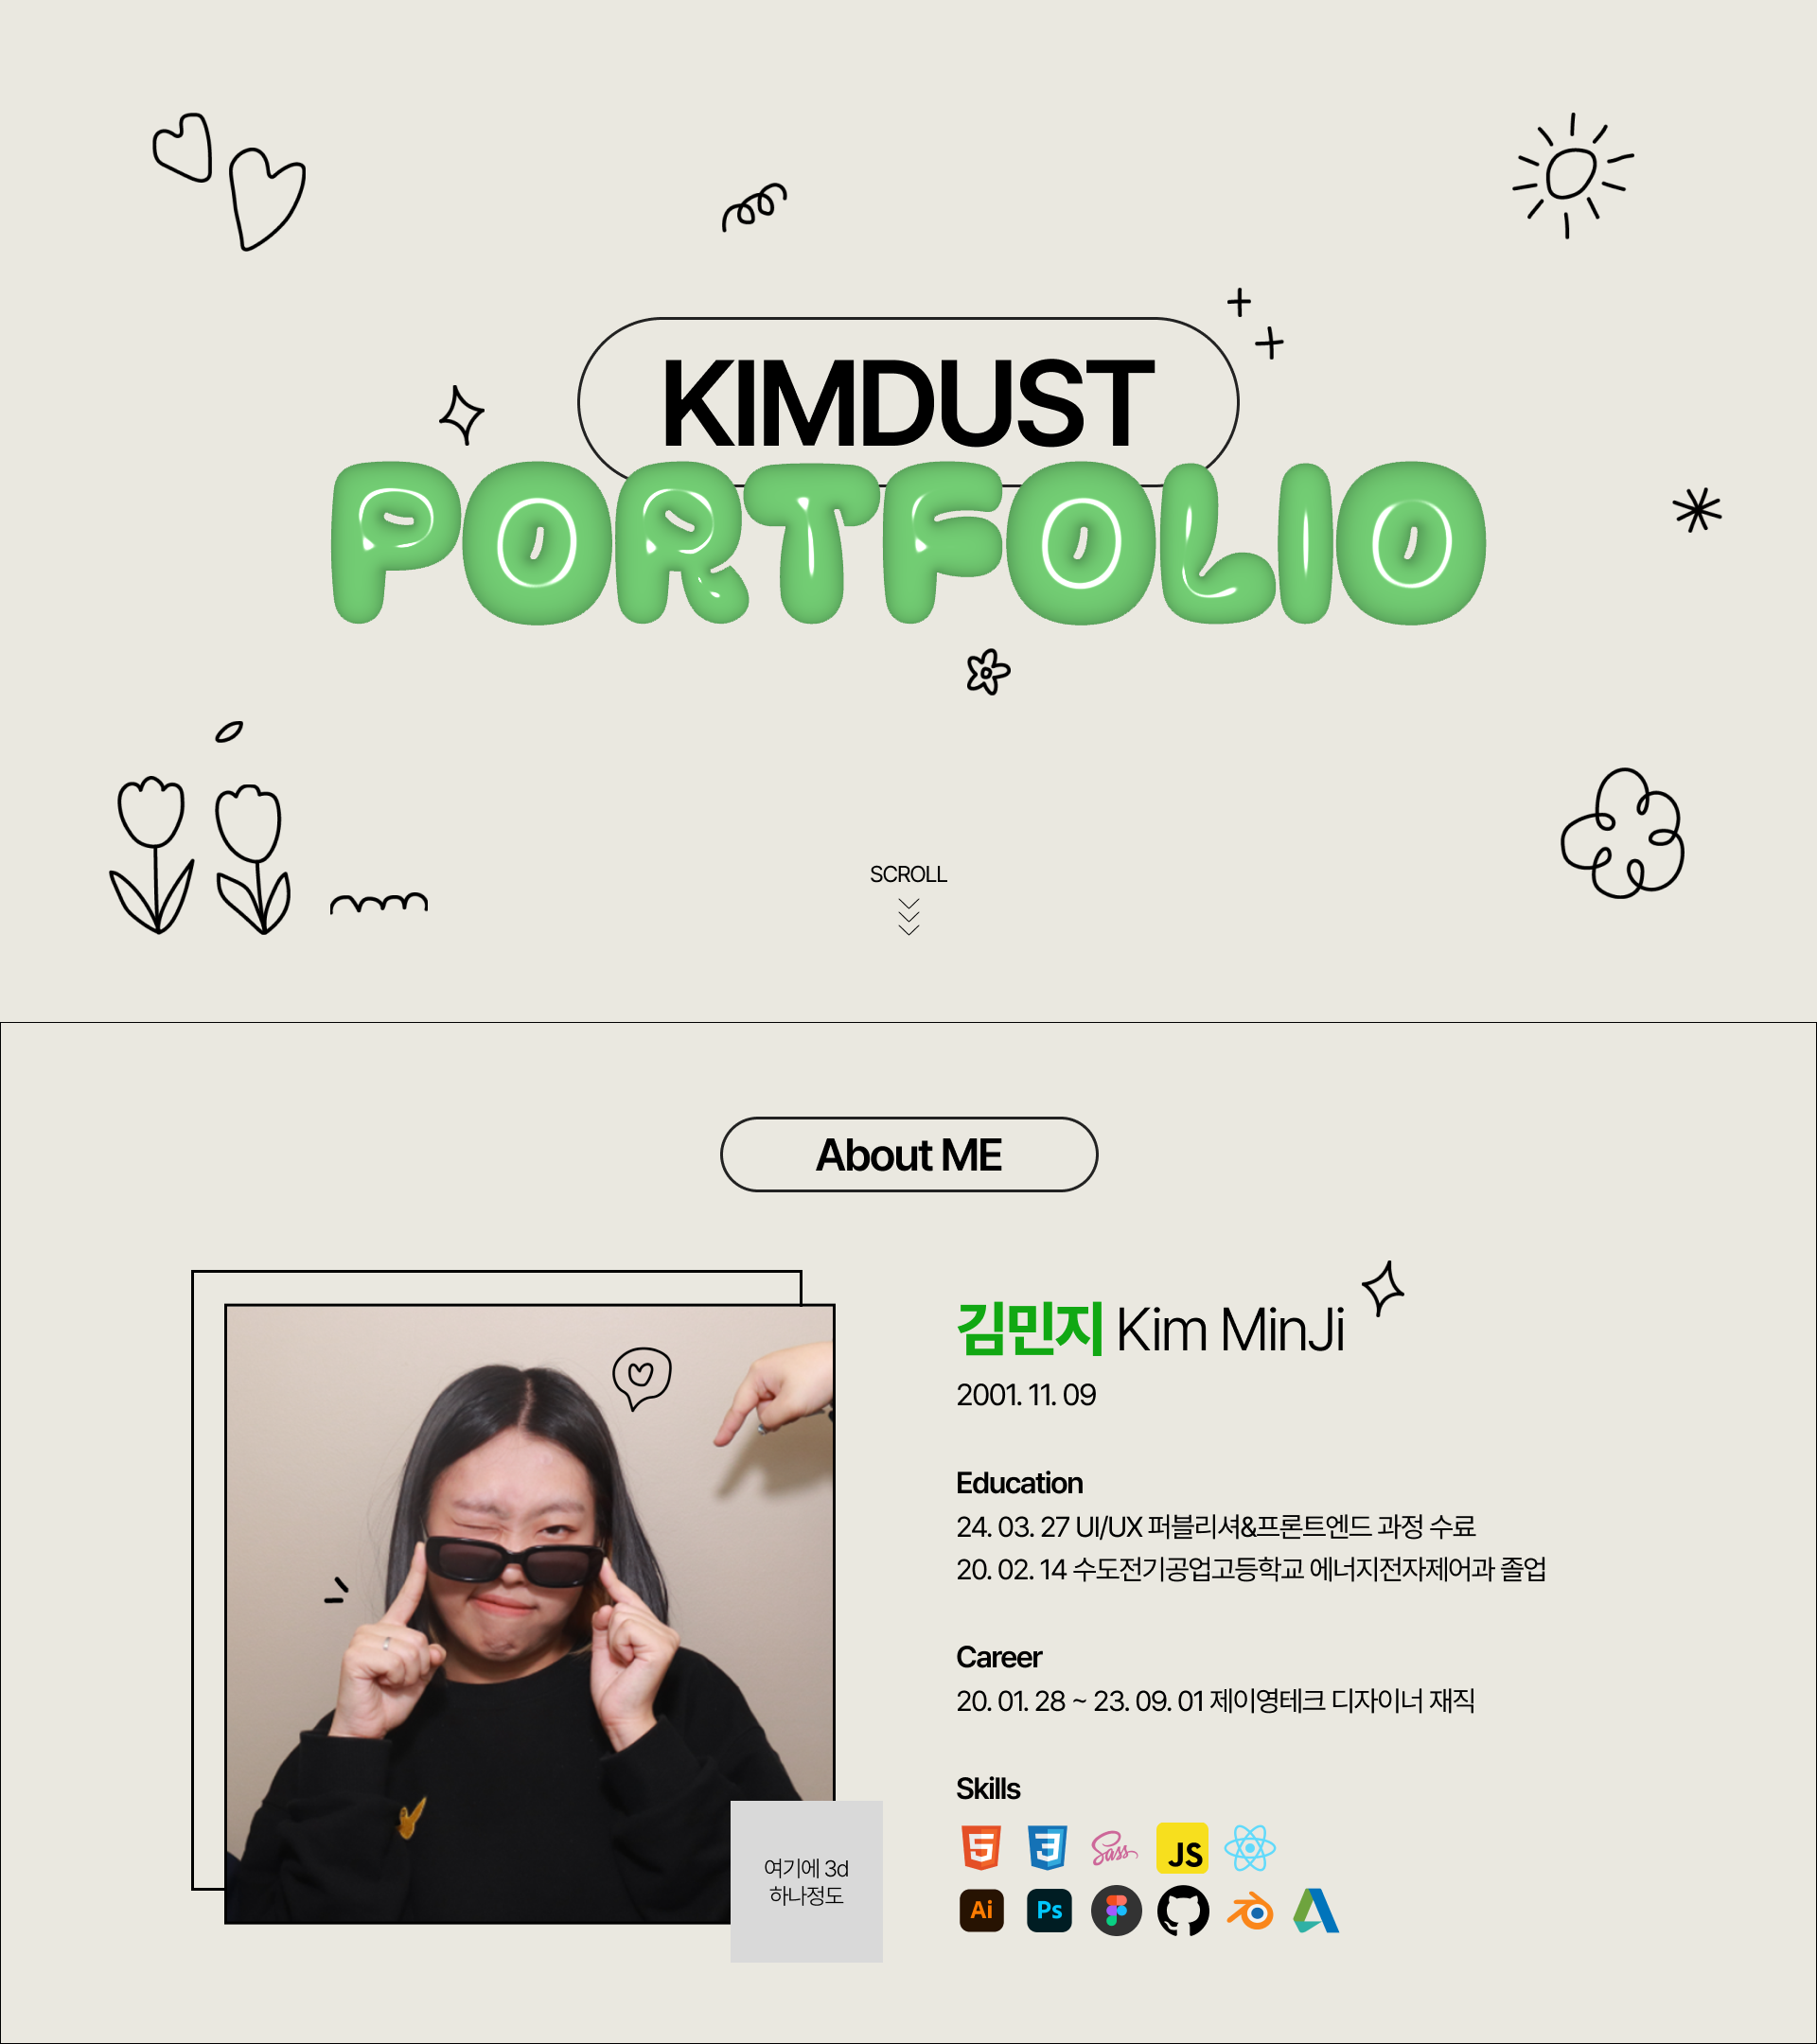 KIMDUST
PORTFOLIO
SCROLL
About ME
김민지 Kim MinJi
2001. 11. 09
Education
24. 03. 27 UI/UX 퍼블리셔&프론트엔드 과정 수료
20. 02. 14 수도전기공업고등학교 에너지전자제어과 졸업
Career
20. 01. 28 ~ 23. 09. 01 제이영테크 디자이너 재직
Skills
5 3 Sass JS
Ai Ps
여기에 3d
하나정도